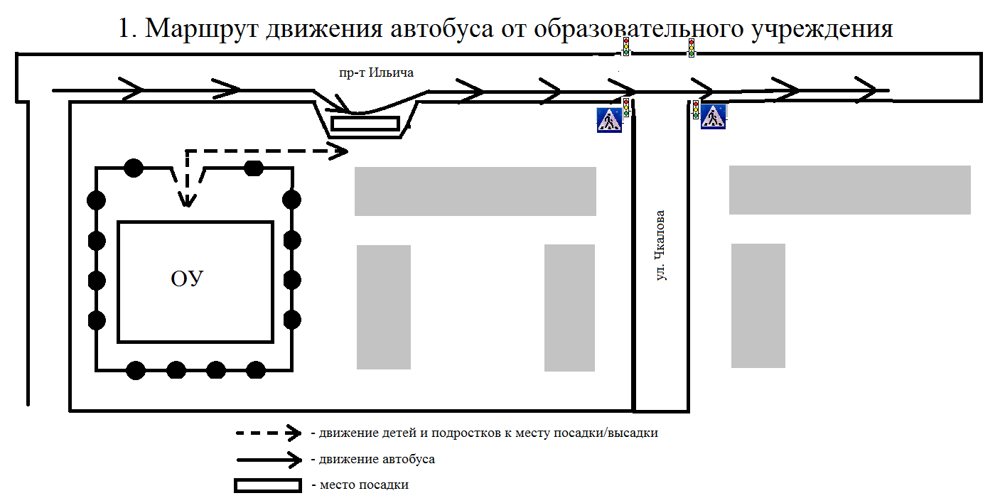 1. Маршрут движения автобуса от образовательного учреждения
пр-т Ильича
ул. Чкалова
ОУ
- движение детей и подростков к месту посадки/высадки
- движение автобуса
- место посадки